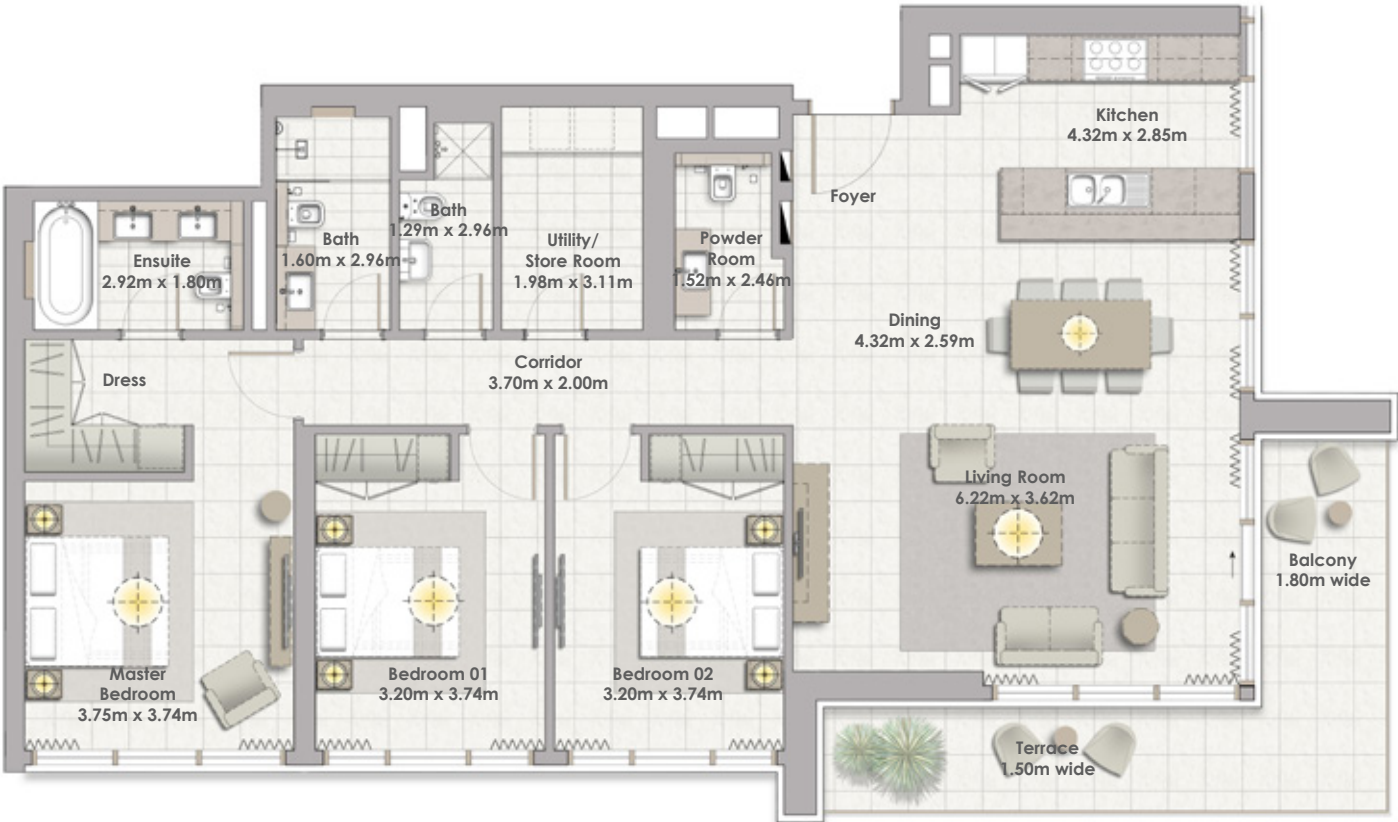 Kitchen
4.32m x 2.85m
Foyer
Bath
1.29m x 2.96m
Bath
1.60m x 2.96m
Utility/
Store Room
1.98m x 3.11m
Powder
Room
1.52m x 2.46m
Ensuite
2.92m x 1.80m
Dining
4.32m x 2.59m
Corridor
3.70m x 2.00m
Dress
Living Room
6.22m x 3.62m
Balcony
1.80m wide
Master
Bedroom
3.75m x 3.74m
Bedroom 01
3.20m x 3.74m
Bedroom 02
3.20m x 3.74m
Terrace
1.50m wide